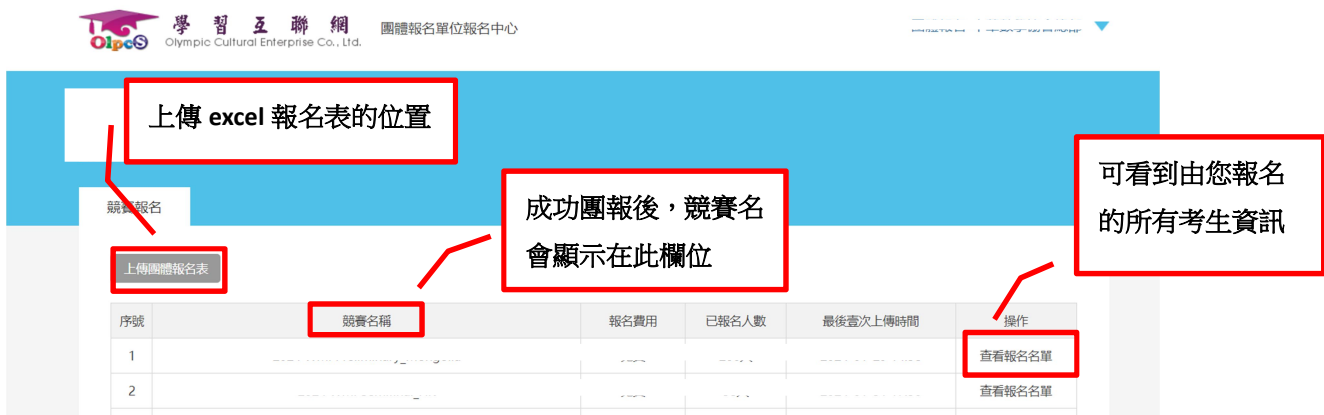 學習互聯網
OlpcS
Olympic Cultural Enterprise Co., Ltd.
團體報名單位報名中心
上傳 excel 報名表的位置
可看到由您報名
的所有考生資訊
成功團報後，競賽名
會顯示在此欄位
競賽報名
上傳團體報名表
序號 競賽名稱 報名費用 已報名人數 最後壹次上傳時間 操作
1 查看報名名單
2 查看報名名單